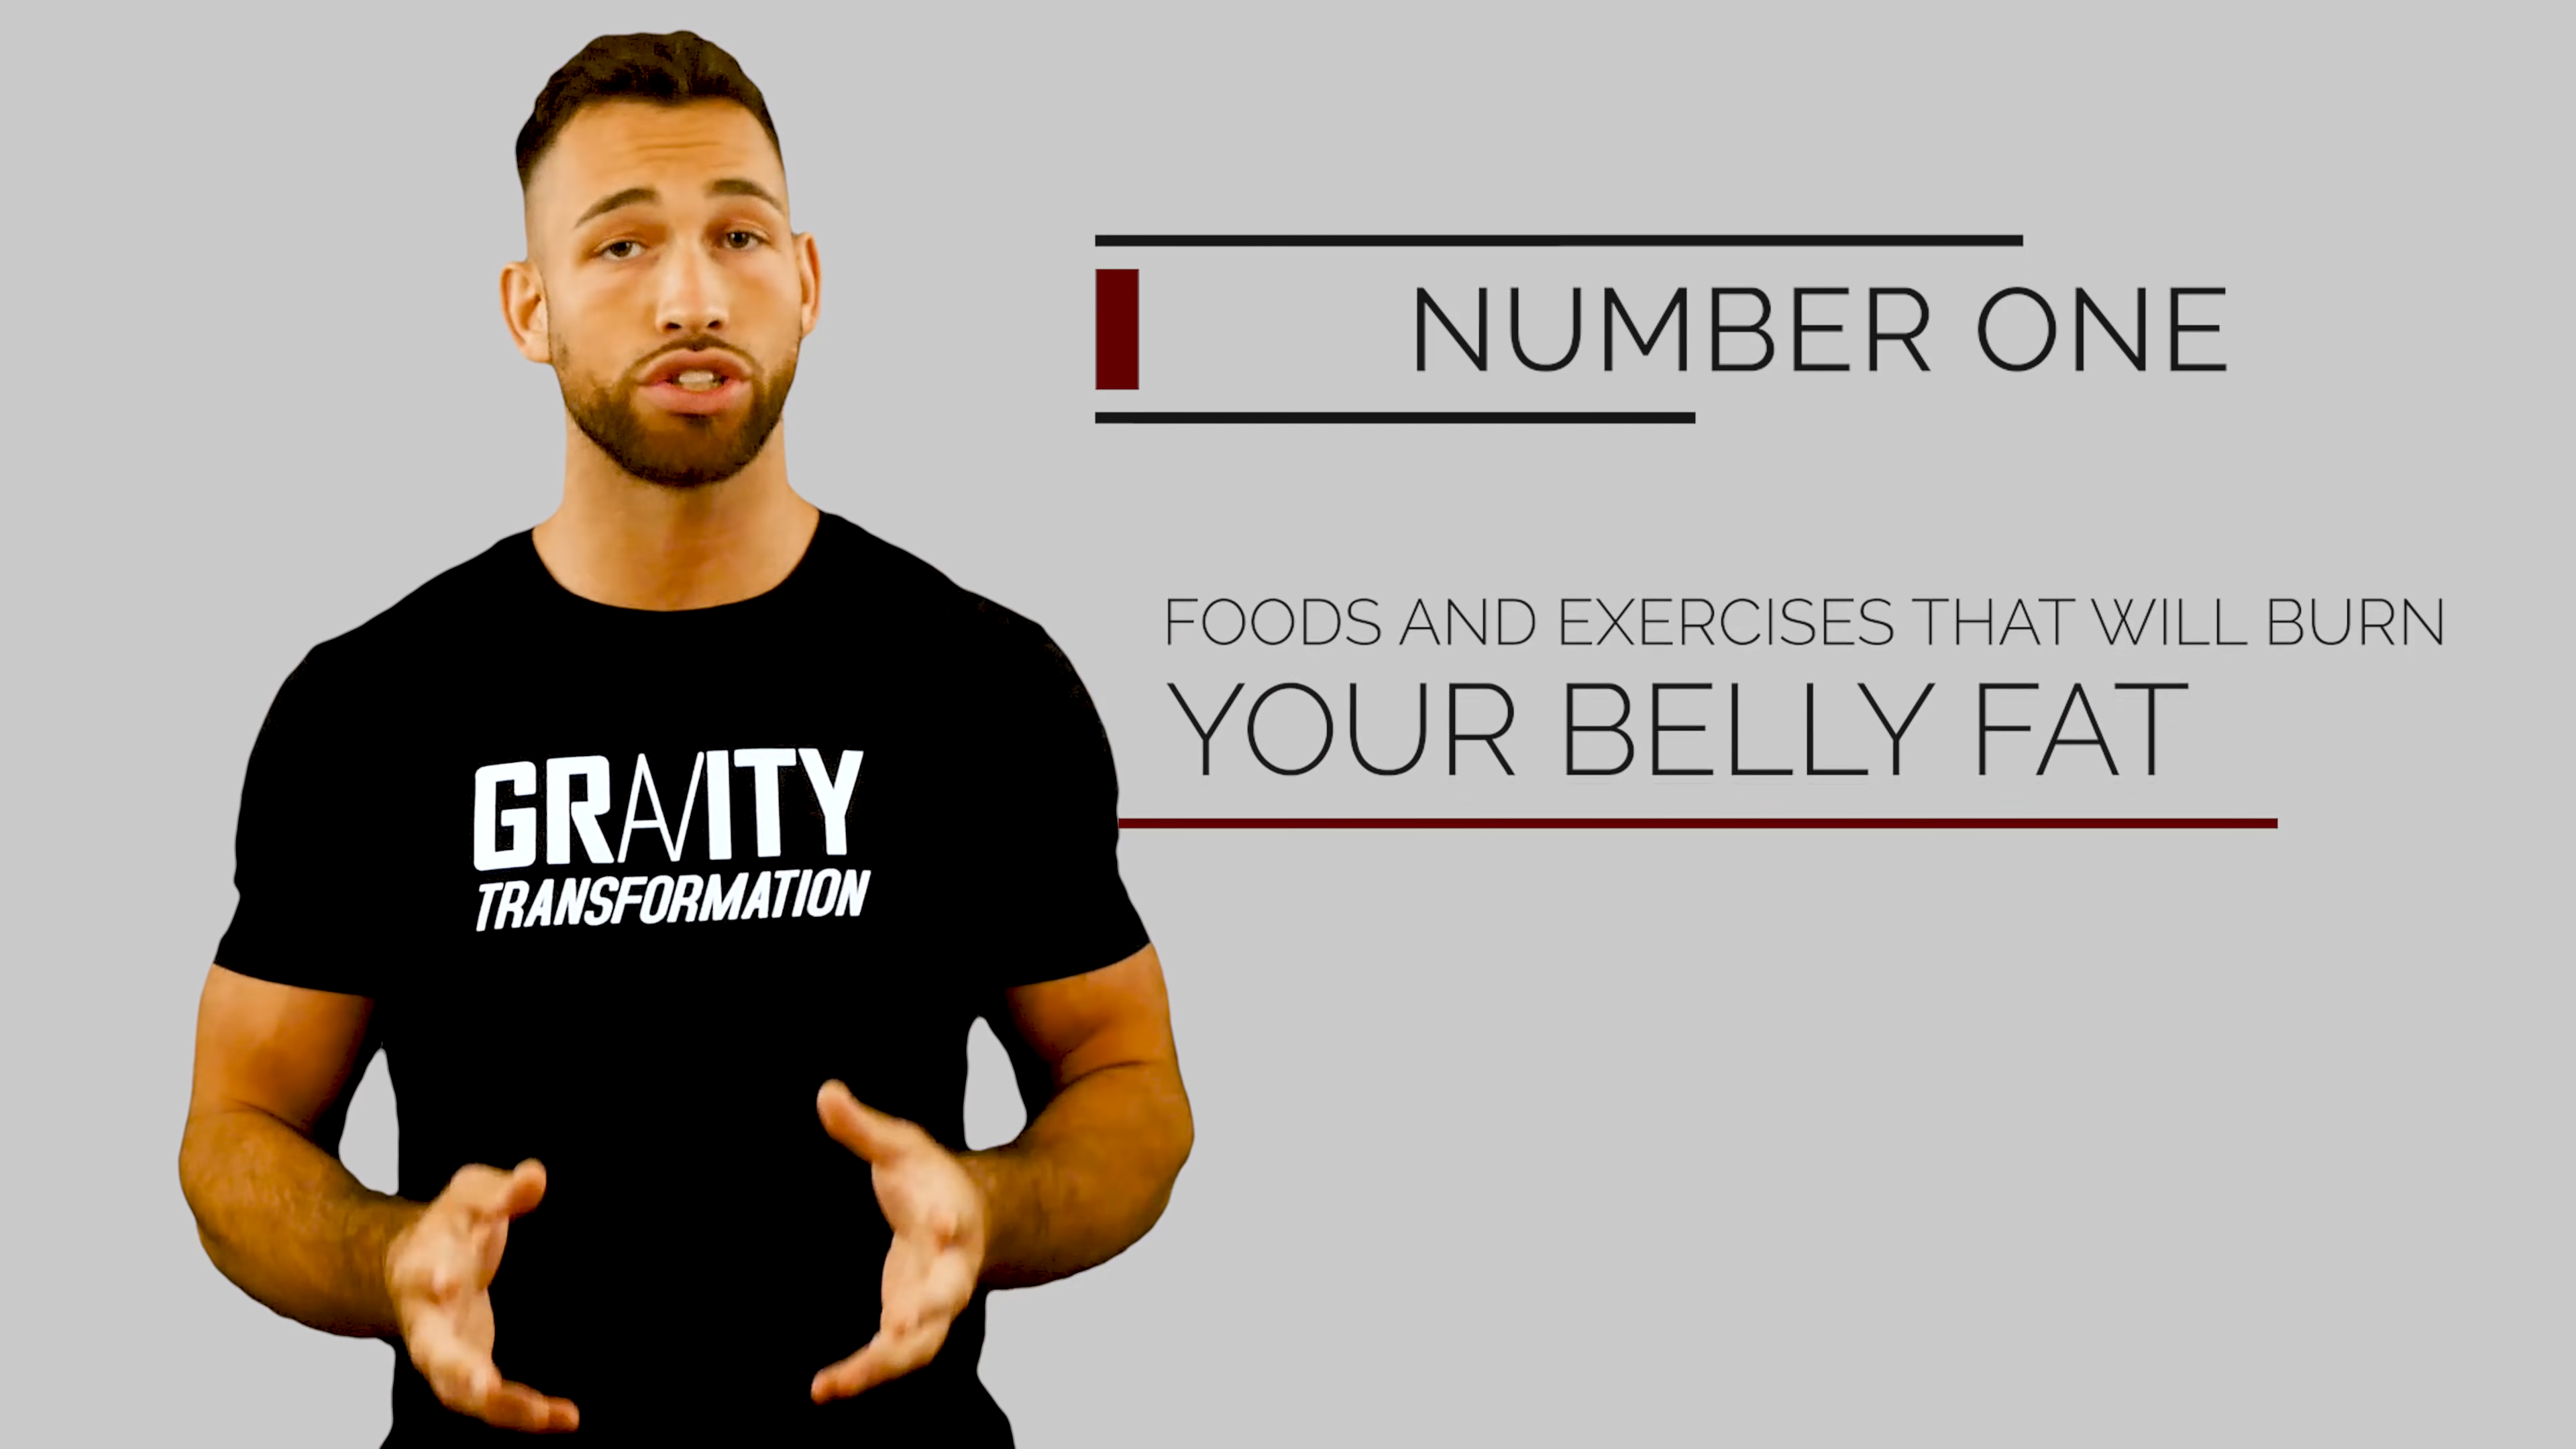 NUMBER ONE
FOODS AND EXERCISES THAT WILL BURN
YOUR BELLY FAT
GRAVITY
TRANSFORMATION